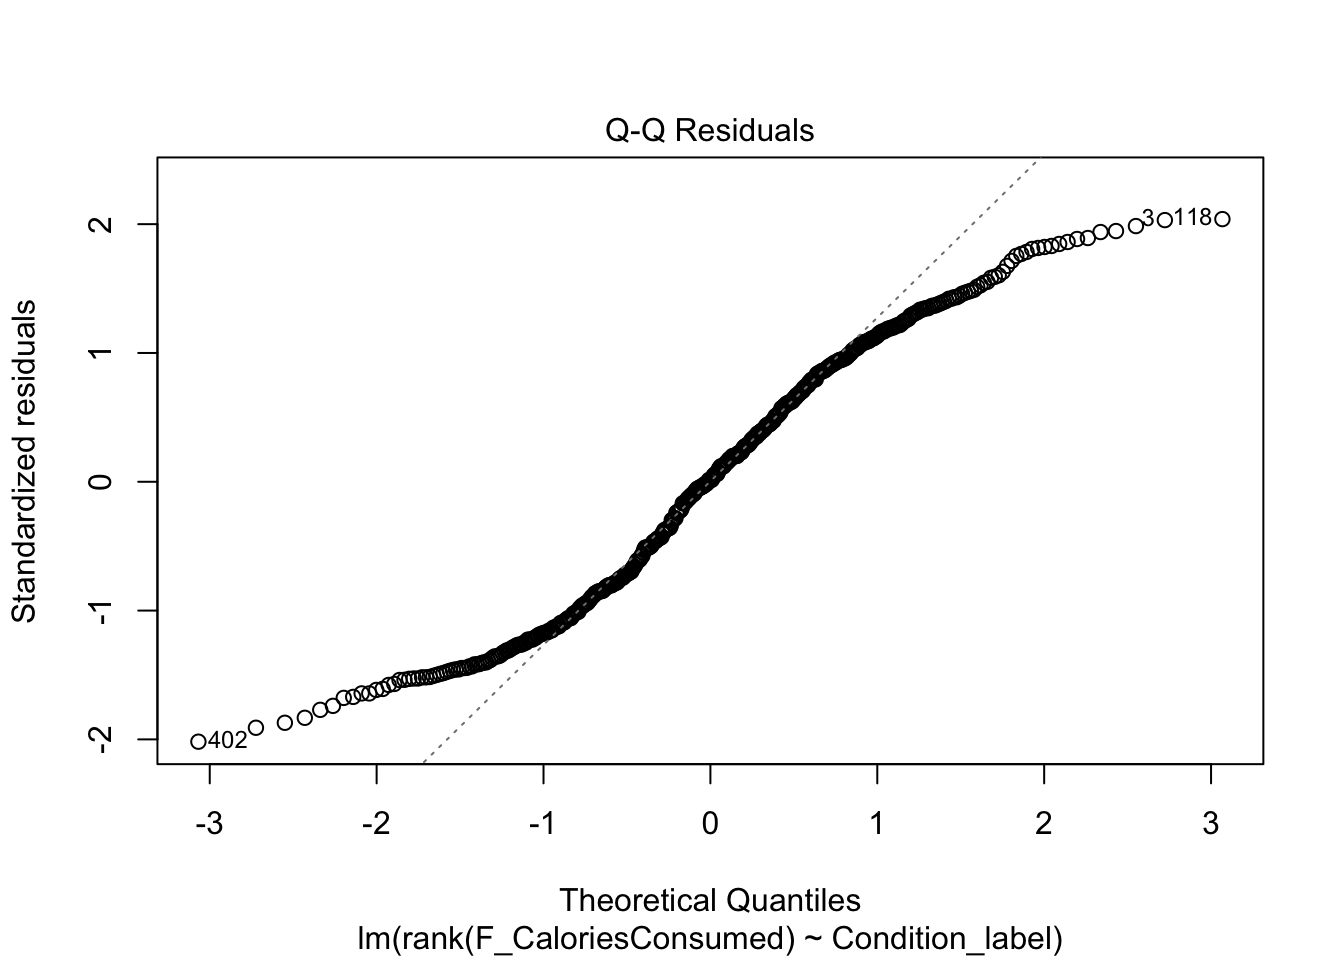 Q-Q Residuals
Standardized residuals
2
1
0
-1
-2
3
118
402
-3 -2 -1 0 1 2 3
Theoretical Quantiles
lm(rank(F_CaloriesConsumed) ~ Condition_label)